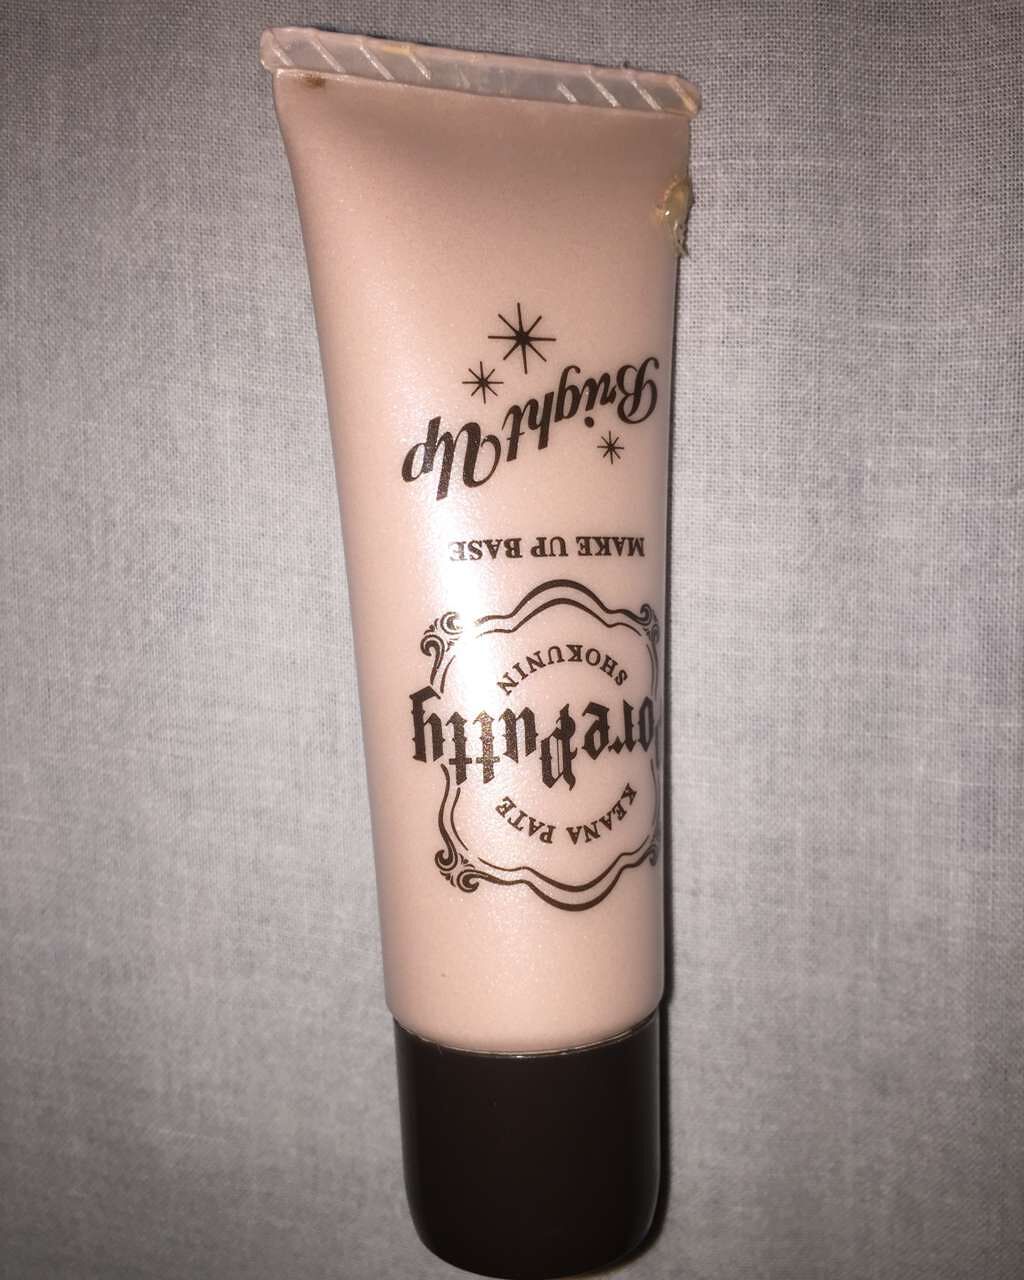 KEANA PATE
PorePutty
SHOKUNIN
MAKE UP BASE
Bright Up